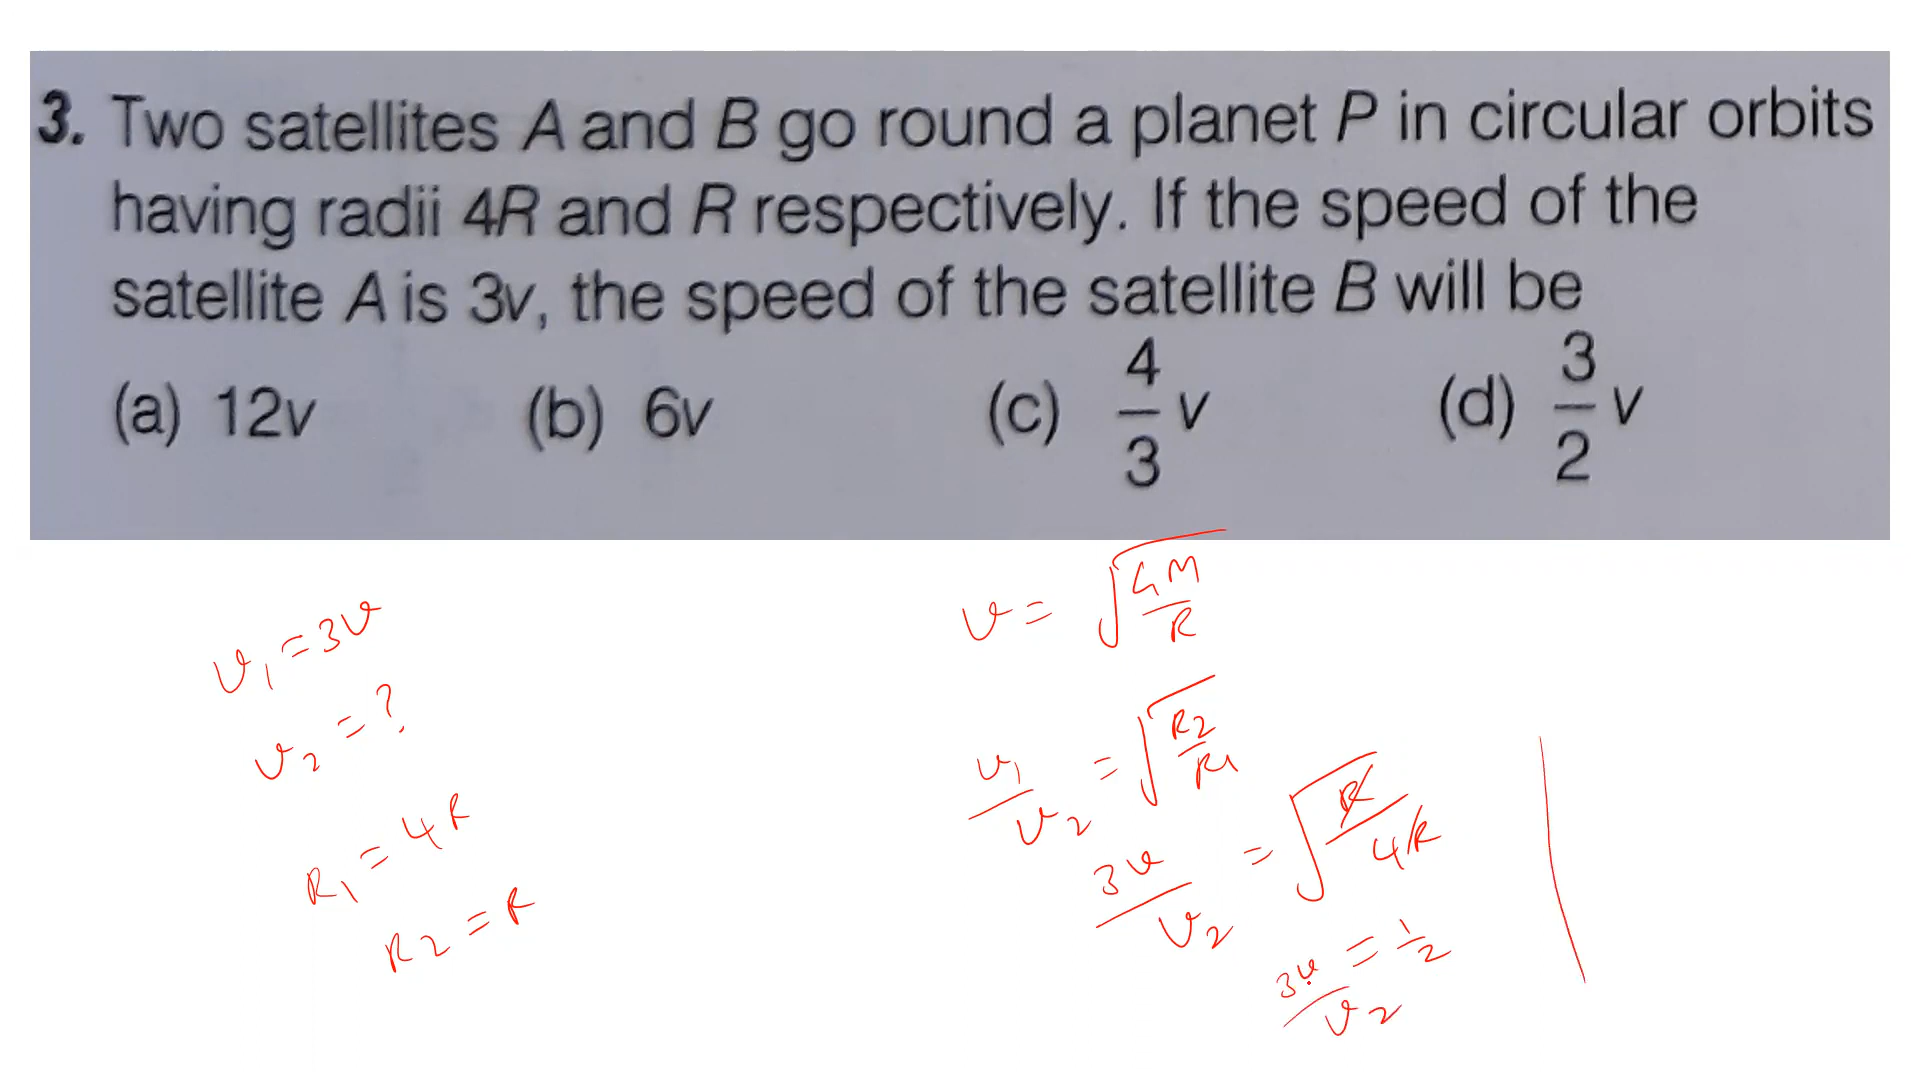 3. Two satellites A and B go round a planet P in circular orbits
having radii 4R and R respectively. If the speed of the
satellite A is 3v, the speed of the satellite B will be
(a) 12v (b) 6v (c) 4/3 v (d) 3/2 v
v₁ = 3v
v₂ = ?
R₁ = 4R
R2 = R
v = √(GM/R)
v₁/v₂ = √(R2/R1)
3v/v₂ = √(R/4R)
3v/v₂ = 1/2